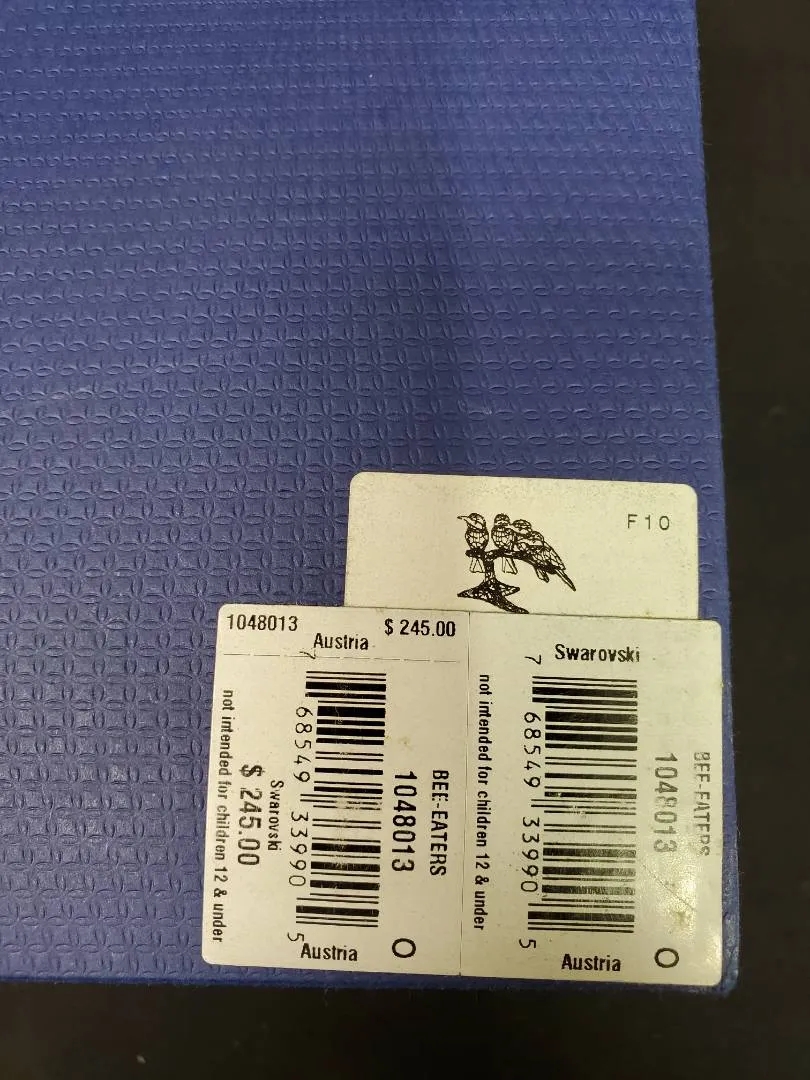 F10
1048013
$ 245.00
Austria
BEE-EATERS
1048013
O
7 68549 33990 5
Swarovski
$ 245.00
not intended for children 12 & under
Austria
Swarovski
BEE-EATERS
1048013
O
7 68549 33990 5
not intended for children 12 & under
Austria